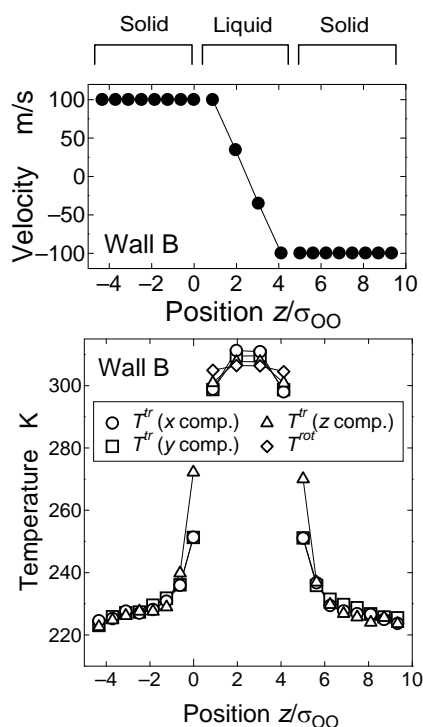 Solid Liquid Solid
Velocity m/s
100
50
0
−50
−100
Wall B
−4 −2 0 2 4 6 8 10
Position z/σOO
Temperature K
300
280
260
240
220
Wall B
Tᵗʳ (x comp.) Tᵗʳ (z comp.)
Tᵗʳ (y comp.) Tʳᵒᵗ
−4 −2 0 2 4 6 8 10
Position z/σOO